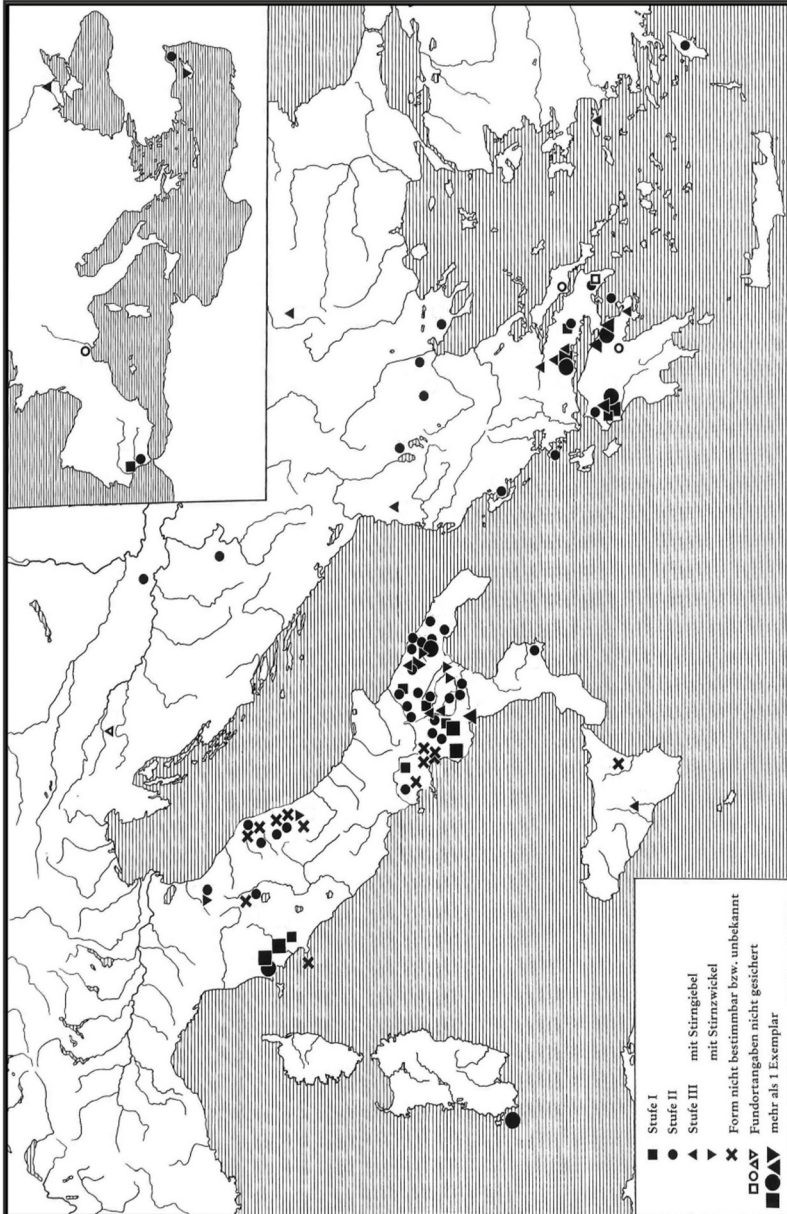 Stufe I
Stufe II
Stufe III mit Stirngiebel
mit Stirnzwickel
Form nicht bestimmbar bzw. unbekannt
Fundortangaben nicht gesichert
mehr als 1 Exemplar